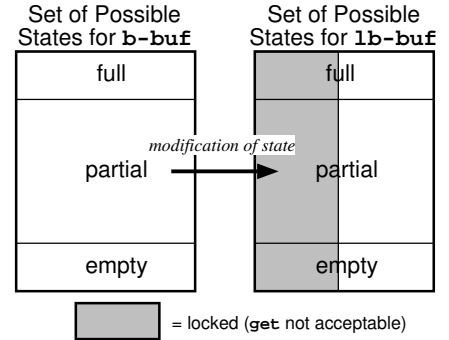 Set of Possible
States for b-buf
Set of Possible
States for lb-buf
full
full
modification of state
partial
partial
empty
empty
= locked (get not acceptable)